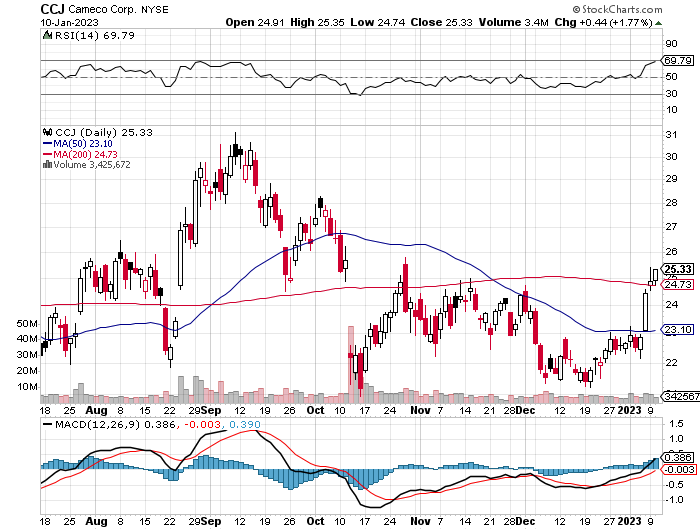 CCJ Cameco Corp. NYSE © StockCharts.com
10-Jan-2023 Open 24.91 High 25.35 Low 24.74 Close 25.33 Volume 3.4M Chg +0.44 (+1.77%)
RSI(14) 69.79
90
69.79
50
30
10
CCJ (Daily) 25.33
MA(50) 23.10
MA(200) 24.73
Volume 3,425,672
31
30
29
28
27
26
25.33
24.73
24
23.10
22
50M
40M
30M
20M
10M
342567
18 25 Aug 8 15 22 29 Sep 12 19 26 Oct 10 17 24 Nov 7 14 21 28 Dec 12 19 27 2023 9
MACD(12,26,9) 0.386, -0.003, 0.390
1.5
1.0
0.386
-0.003
-0.5
-1.0
18 25 Aug 8 15 22 29 Sep 12 19 26 Oct 10 17 24 Nov 7 14 21 28 Dec 12 19 27 2023 9